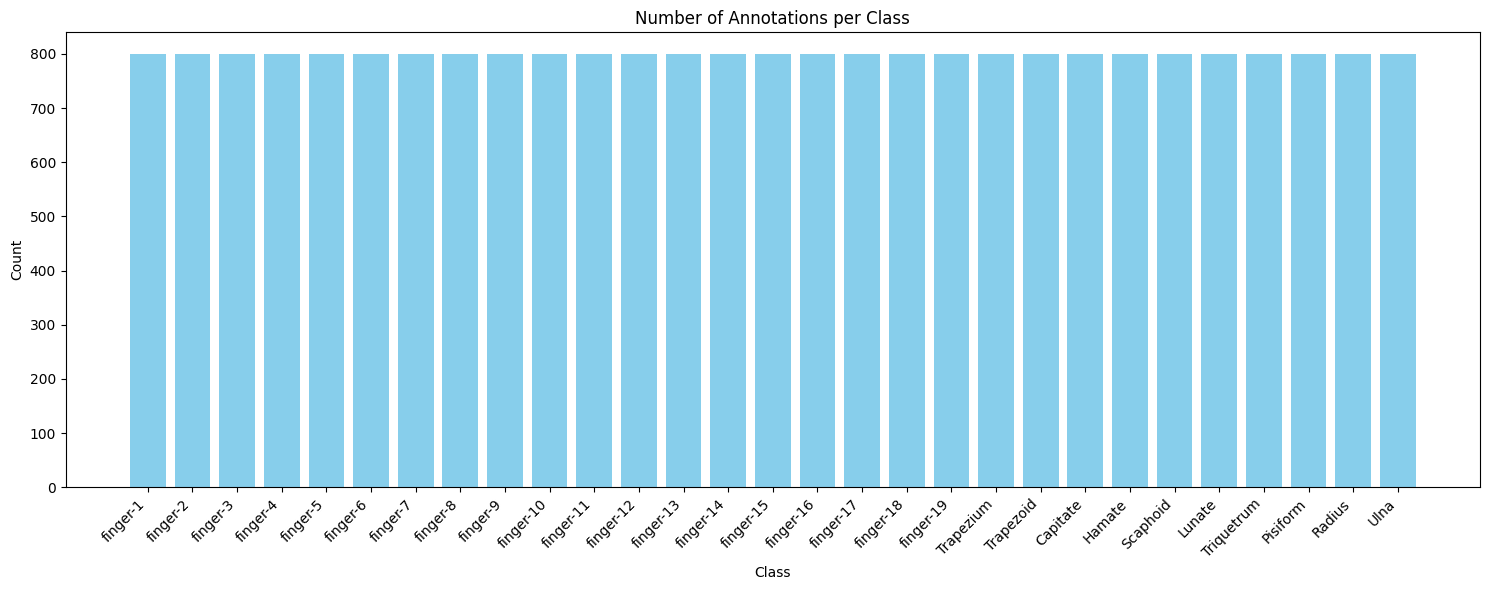 Number of Annotations per Class
800
700
600
500
400
300
200
100
0
Count
finger-1
finger-2
finger-3
finger-4
finger-5
finger-6
finger-7
finger-8
finger-9
finger-10
finger-11
finger-12
finger-13
finger-14
finger-15
finger-16
finger-17
finger-18
finger-19
Trapezium
Trapezoid
Capitate
Hamate
Scaphoid
Lunate
Triquetrum
Pisiform
Radius
Ulna
Class